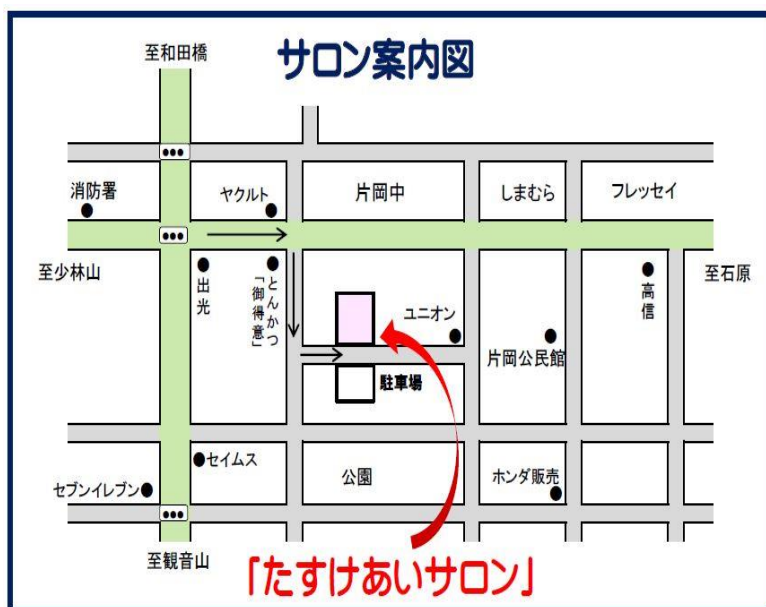 サロン案内図
至和田橋
消防署
ヤクルト
片岡中
しまむら
フレッセイ
至少林山
出光
とんかつ
「御得意」
ユニオン
高信
至石原
片岡公民館
駐車場
セイムス
セブンイレブン
公園
ホンダ販売
至観音山
「たすけあいサロン」